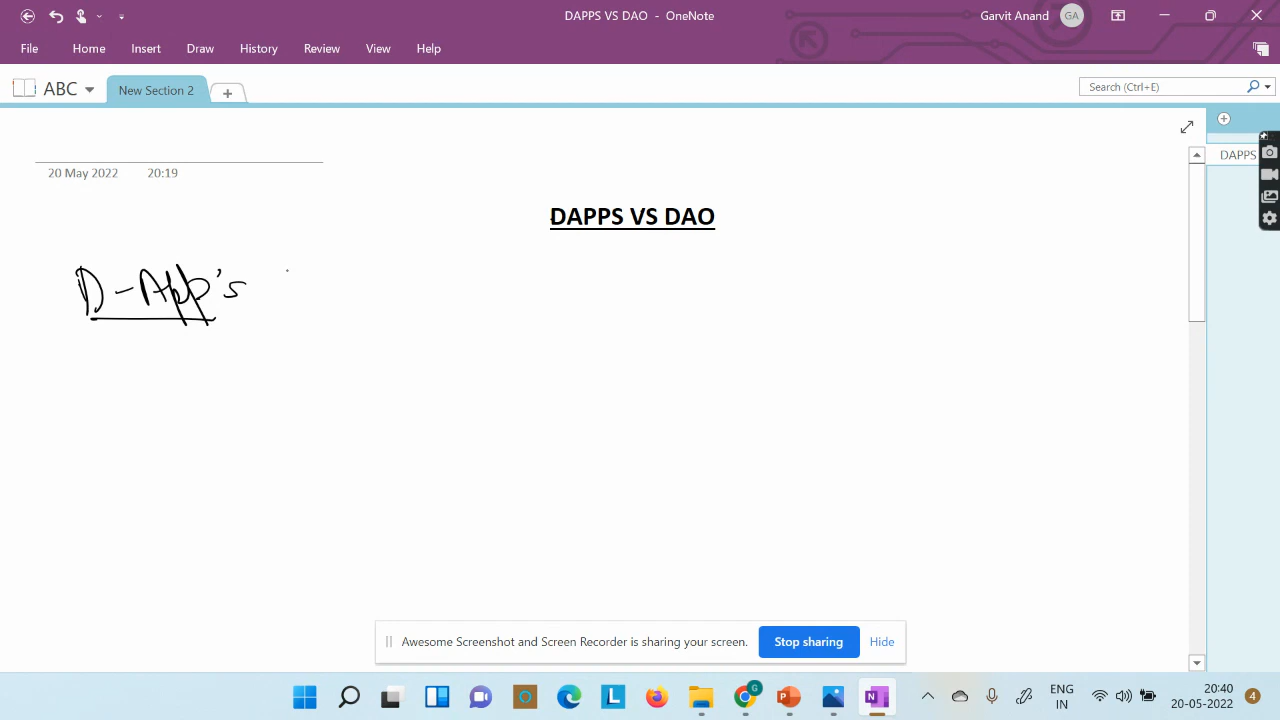 DAPPS VS DAO - OneNote
Garvit Anand GA
File Home Insert Draw History Review View Help
ABC New Section 2
Search (Ctrl+E)
20 May 2022 20:19
DAPPS
DAPPS VS DAO
D-App's
Awesome Screenshot and Screen Recorder is sharing your screen. Stop sharing Hide
ENG 20:40
IN 20-05-2022 4